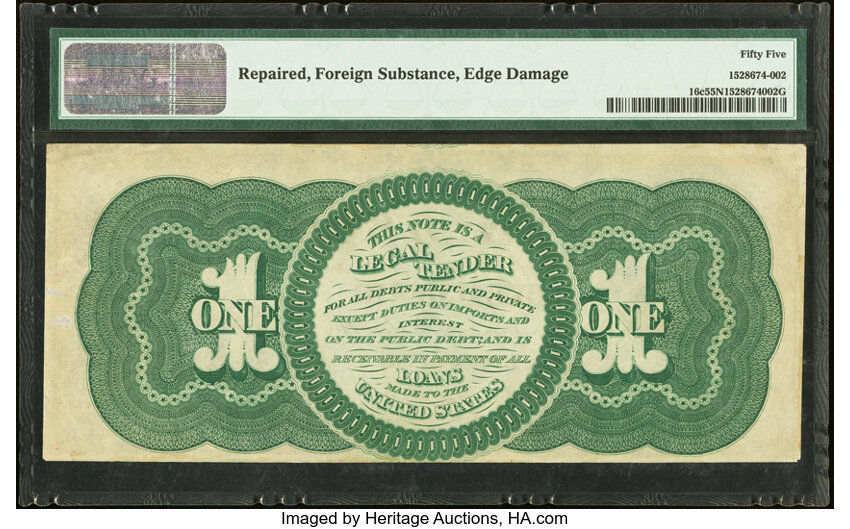 Repaired, Foreign Substance, Edge Damage
Fifty Five
1528674-002
16c55N1528674002G
THIS NOTE IS A
LEGAL
TENDER
FOR ALL DEBTS PUBLIC AND PRIVATE
EXCEPT DUTIES ON IMPORTS AND
INTEREST
ON THE PUBLIC DEBT; AND IS
RECEIVABLE IN PAYMENT OF ALL
LOANS
MADE TO THE
UNITED STATES
1
ONE
1
ONE
Imaged by Heritage Auctions, HA.com